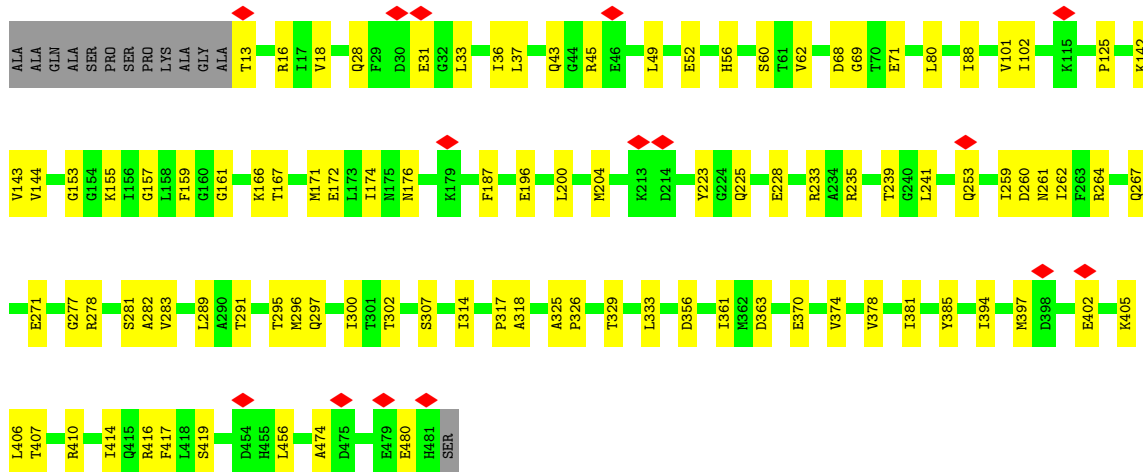 ALA ALA GLN ALA SER PRO SER PRO LYS ALA GLY ALA T13 R16 I17 V18 Q28 F29 D30 E31 G32 L33 I36 L37 Q43 G44 R45 E46 L49 E52 H56 S60 T61 V62 D68 G69 T70 E71 L80 I88 V101 I102 K115 P125 K142
V143 V144 G153 G154 K155 I156 G157 L158 F159 G160 G161 K166 T167 M171 E172 L173 I174 N175 N176 K179 F187 E196 L200 M204 K213 D214 Y223 G224 Q225 E228 R233 A234 R235 T239 G240 L241 Q253 I259 D260 N261 I262 F263 R264 Q267
E271 G277 R278 S281 A282 V283 L289 A290 T291 T295 M296 Q297 I300 T301 T302 S307 I314 P317 A318 A325 P326 T329 L333 D356 I361 M362 D363 E370 V374 V378 I381 Y385 I394 M397 D398 E402 K405
L406 T407 R410 I414 Q415 R416 F417 L418 S419 D454 H455 L456 A474 D475 E479 E480 H481 SER